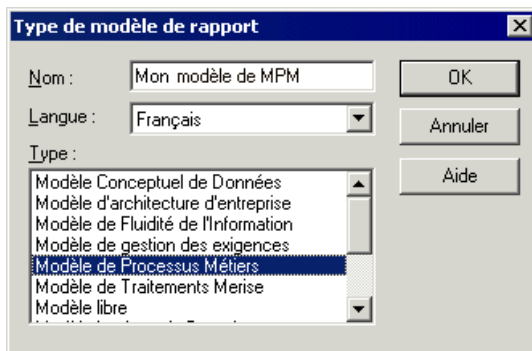 Type de modèle de rapport
Nom : Mon modèle de MPM
OK
Langue : Français
Annuler
Type :
Aide
Modèle Conceptuel de Données
Modèle d'architecture d'entreprise
Modèle de Fluidité de l'Information
Modèle de gestion des exigences
Modèle de Processus Métiers
Modèle de Traitements Merise
Modèle libre